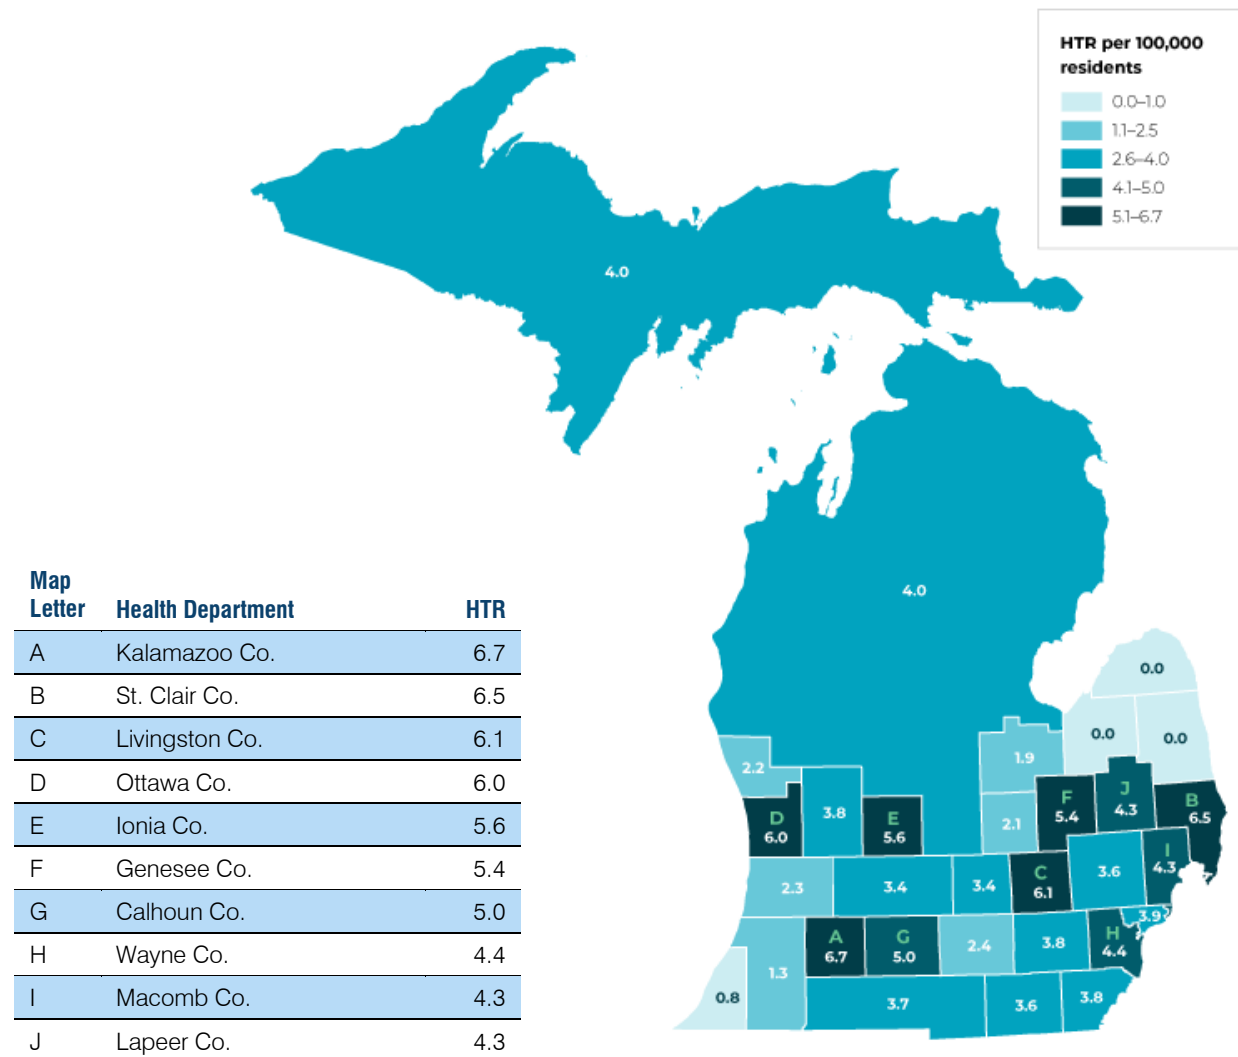 HTR per 100,000
residents
0.0–1.0
1.1–2.5
2.6–4.0
4.1–5.0
5.1–6.7
4.0
4.0
0.0
0.0
0.0
2.2
1.9
D
6.0
3.8
E
5.6
2.1
F
5.4
J
4.3
B
6.5
2.3
3.4
3.4
C
6.1
3.6
I
4.3
A
6.7
G
5.0
2.4
3.8
H
4.4
3.9
0.8
1.3
3.7
3.6
3.8
Map
Letter Health Department HTR
A Kalamazoo Co. 6.7
B St. Clair Co. 6.5
C Livingston Co. 6.1
D Ottawa Co. 6.0
E Ionia Co. 5.6
F Genesee Co. 5.4
G Calhoun Co. 5.0
H Wayne Co. 4.4
I Macomb Co. 4.3
J Lapeer Co. 4.3